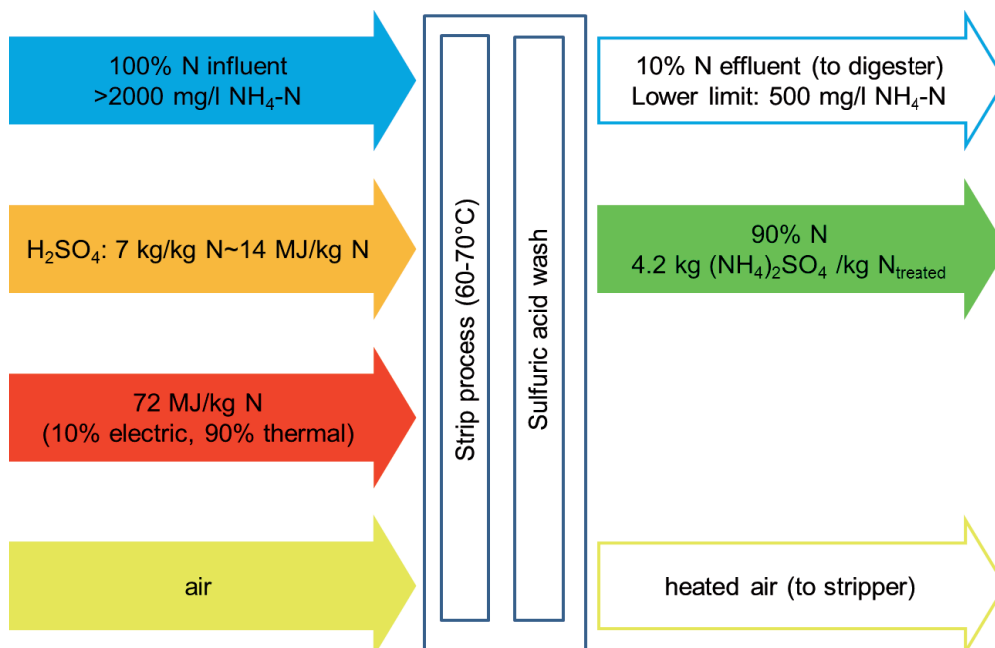 100% N influent
>2000 mg/l NH₄-N
10% N effluent (to digester)
Lower limit: 500 mg/l NH₄-N
H₂SO₄: 7 kg/kg N~14 MJ/kg N
Strip process (60-70°C)
Sulfuric acid wash
90% N
4.2 kg (NH₄)₂SO₄ /kg Ntreated
72 MJ/kg N
(10% electric, 90% thermal)
air
heated air (to stripper)